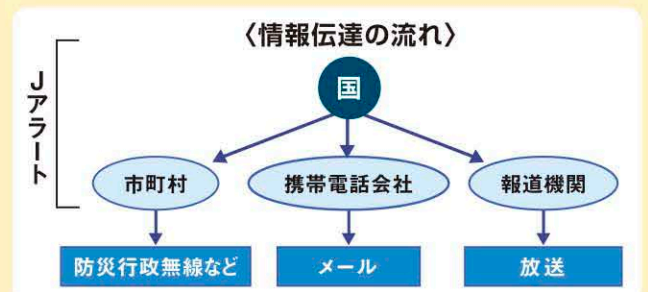 〈情報伝達の流れ〉
Jアラート
国
市町村
携帯電話会社
報道機関
防災行政無線など
メール
放送